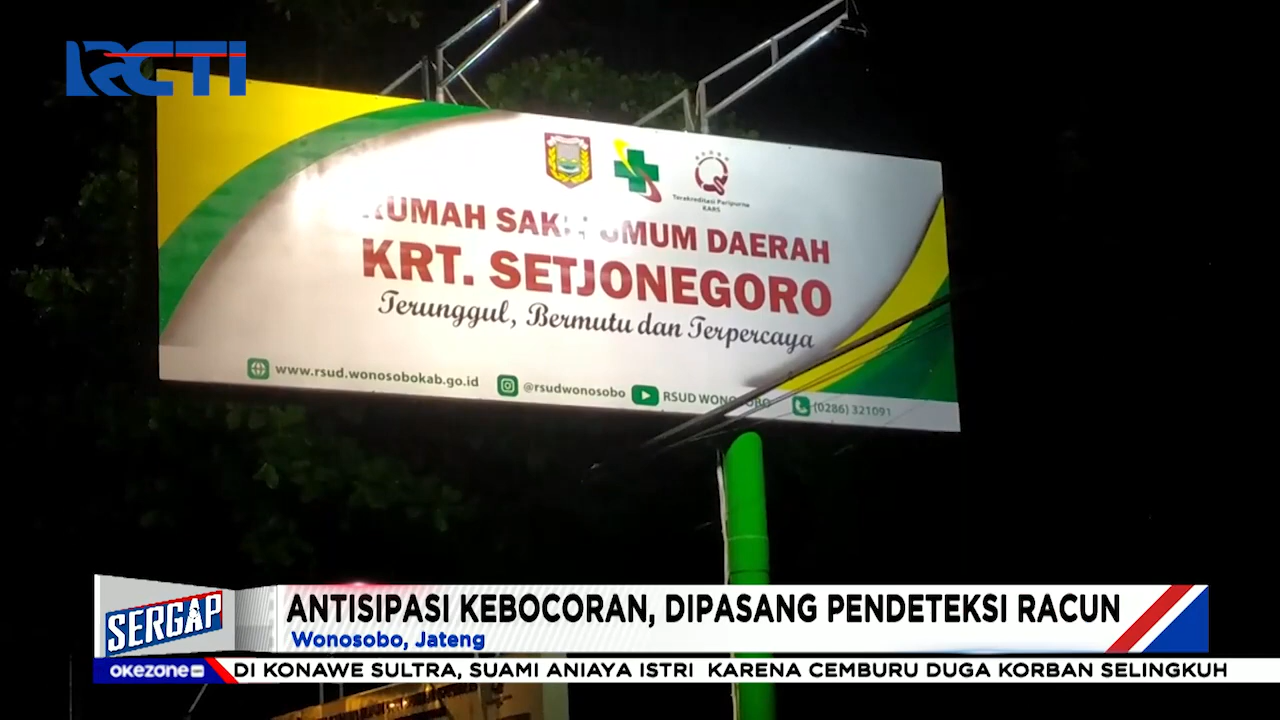 RCTI
Terakreditasi Paripurna
KARS
RUMAH SAKIT UMUM DAERAH
KRT. SETJONEGORO
Terunggul, Bermutu dan Terpercaya
www.rsud.wonosobokab.go.id @rsudwonosobo RSUD WONOSOBO (0286) 321091
SERGAP
ANTISIPASI KEBOCORAN, DIPASANG PENDETEKSI RACUN
Wonosobo, Jateng
OKEZONE
DI KONAWE SULTRA, SUAMI ANIAYA ISTRI KARENA CEMBURU DUGA KORBAN SELINGKUH